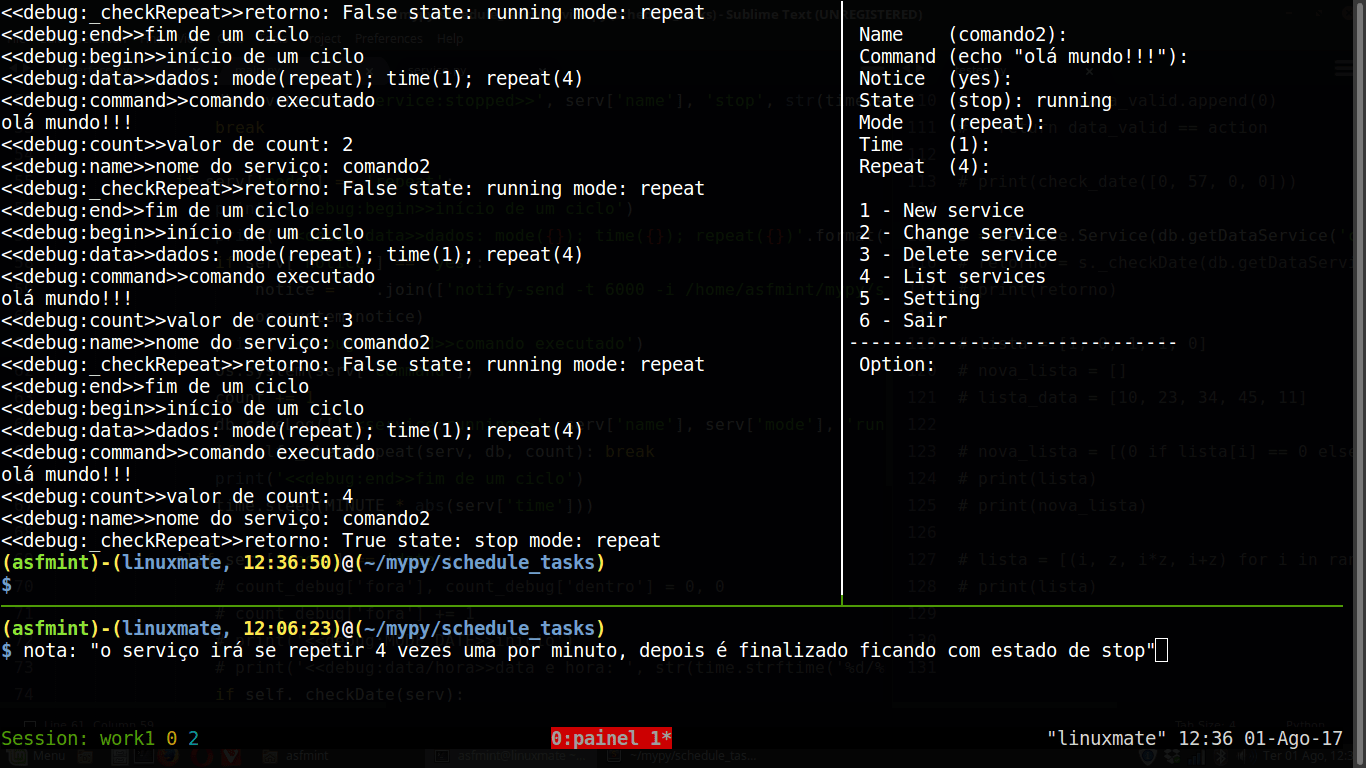 <<debug:_checkRepeat>>retorno: False state: running mode: repeat
<<debug:end>>fim de um ciclo
<<debug:begin>>início de um ciclo
<<debug:data>>dados: mode(repeat); time(1); repeat(4)
<<debug:command>>comando executado
olá mundo!!!
<<debug:count>>valor de count: 2
<<debug:name>>nome do serviço: comando2
<<debug:_checkRepeat>>retorno: False state: running mode: repeat
<<debug:end>>fim de um ciclo
<<debug:begin>>início de um ciclo
<<debug:data>>dados: mode(repeat); time(1); repeat(4)
<<debug:command>>comando executado
olá mundo!!!
<<debug:count>>valor de count: 3
<<debug:name>>nome do serviço: comando2
<<debug:_checkRepeat>>retorno: False state: running mode: repeat
<<debug:end>>fim de um ciclo
<<debug:begin>>início de um ciclo
<<debug:data>>dados: mode(repeat); time(1); repeat(4)
<<debug:command>>comando executado
olá mundo!!!
<<debug:count>>valor de count: 4
<<debug:name>>nome do serviço: comando2
<<debug:_checkRepeat>>retorno: True state: stop mode: repeat
(asfmint)-(linuxmate, 12:36:50)@(~/mypy/schedule_tasks)
$
Name    (comando2):
Command (echo "olá mundo!!!"):
Notice  (yes):
State   (stop): running
Mode    (repeat):
Time    (1):
Repeat  (4):
1 - New service
2 - Change service
3 - Delete service
4 - List services
5 - Setting
6 - Sair
------------------------------
Option:
(asfmint)-(linuxmate, 12:06:23)@(~/mypy/schedule_tasks)
$ nota: "o serviço irá se repetir 4 vezes uma por minuto, depois é finalizado ficando com estado de stop"
Session: work1 0 2
0:painel 1*
"linuxmate" 12:36 01-Ago-17